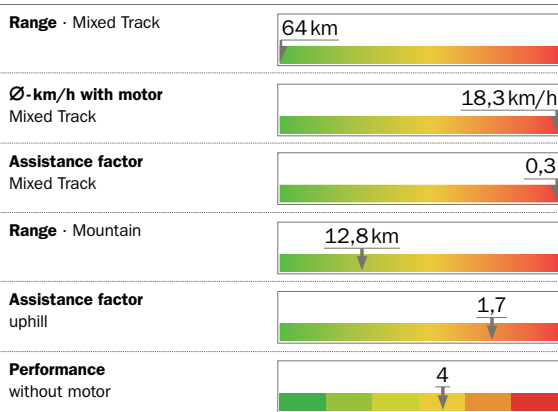 Range · Mixed Track
64 km
Ø-km/h with motor
Mixed Track
18,3 km/h
Assistance factor
Mixed Track
0,3
Range · Mountain
12,8 km
Assistance factor
uphill
1,7
Performance
without motor
4